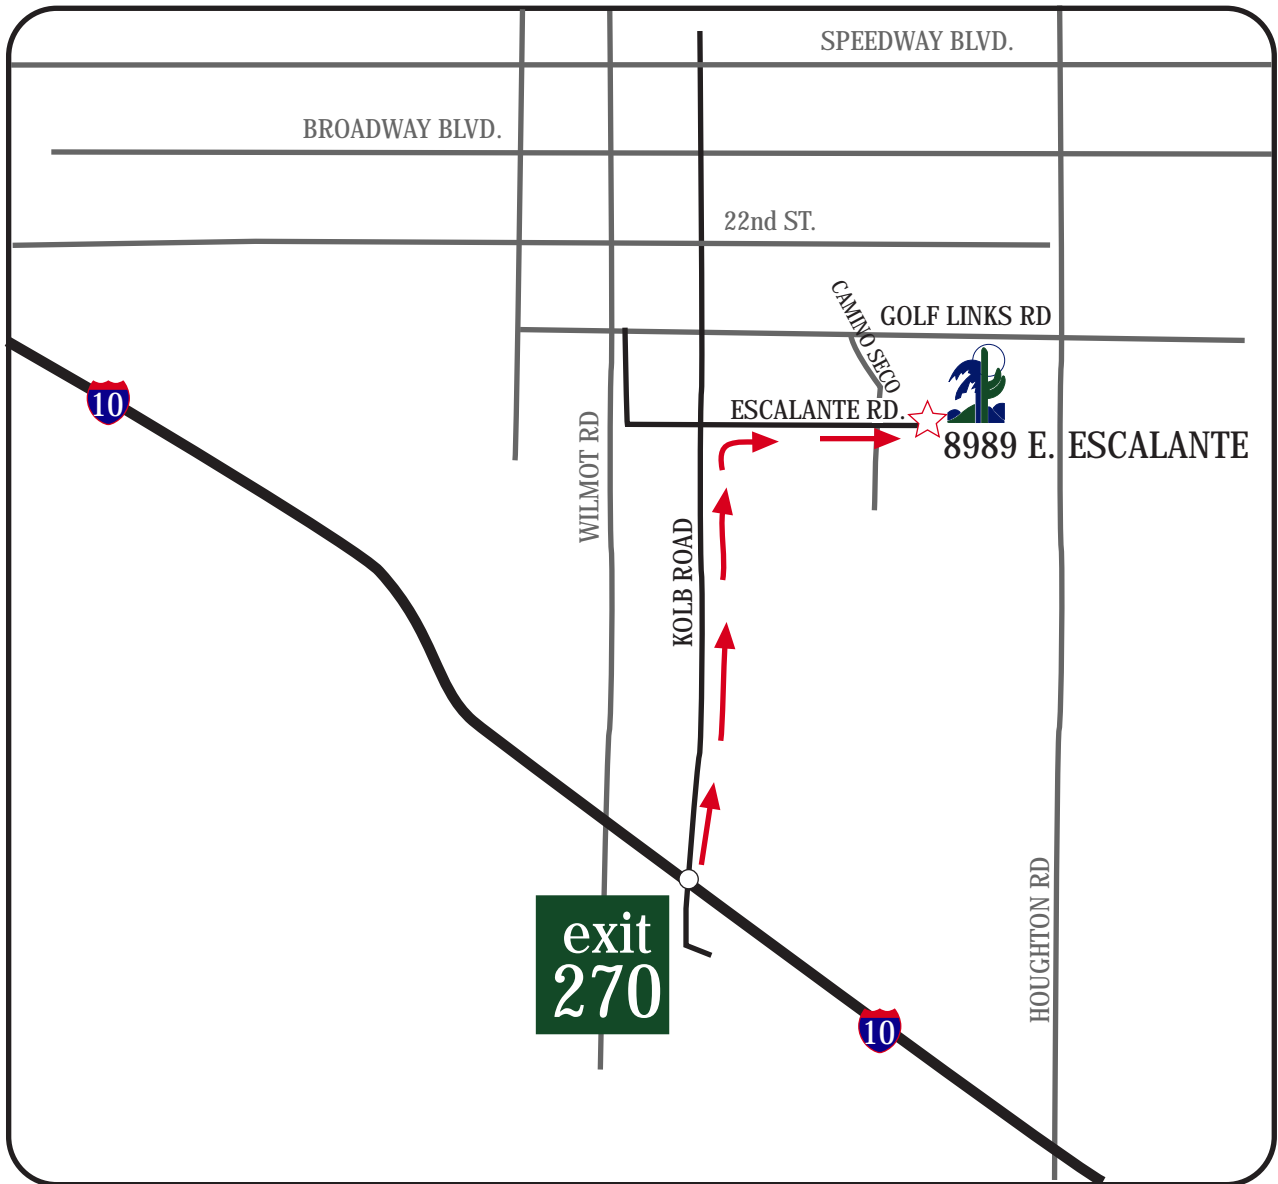 SPEEDWAY BLVD.
BROADWAY BLVD.
22nd ST.
CAMINO SECO
GOLF LINKS RD
10
ESCALANTE RD.
8989 E. ESCALANTE
WILMOT RD
KOLB ROAD
HOUGHTON RD
exit
270
10